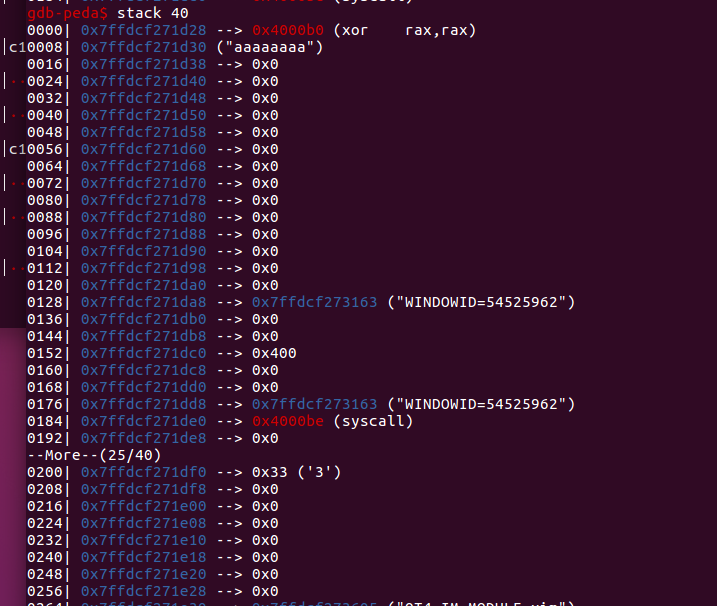 gdb-peda$ stack 40
0000| 0x7ffdcf271d28 --> 0x4000b0 (xor    rax,rax)
|c10008| 0x7ffdcf271d30 ("aaaaaaaa")
0016| 0x7ffdcf271d38 --> 0x0
|··0024| 0x7ffdcf271d40 --> 0x0
0032| 0x7ffdcf271d48 --> 0x0
|··0040| 0x7ffdcf271d50 --> 0x0
0048| 0x7ffdcf271d58 --> 0x0
|c10056| 0x7ffdcf271d60 --> 0x0
0064| 0x7ffdcf271d68 --> 0x0
|··0072| 0x7ffdcf271d70 --> 0x0
0080| 0x7ffdcf271d78 --> 0x0
|··0088| 0x7ffdcf271d80 --> 0x0
0096| 0x7ffdcf271d88 --> 0x0
0104| 0x7ffdcf271d90 --> 0x0
|··0112| 0x7ffdcf271d98 --> 0x0
0120| 0x7ffdcf271da0 --> 0x0
0128| 0x7ffdcf271da8 --> 0x7ffdcf273163 ("WINDOWID=54525962")
0136| 0x7ffdcf271db0 --> 0x0
0144| 0x7ffdcf271db8 --> 0x0
0152| 0x7ffdcf271dc0 --> 0x400
0160| 0x7ffdcf271dc8 --> 0x0
0168| 0x7ffdcf271dd0 --> 0x0
0176| 0x7ffdcf271dd8 --> 0x7ffdcf273163 ("WINDOWID=54525962")
0184| 0x7ffdcf271de0 --> 0x4000be (syscall)
0192| 0x7ffdcf271de8 --> 0x0
--More--(25/40)
0200| 0x7ffdcf271df0 --> 0x33 ('3')
0208| 0x7ffdcf271df8 --> 0x0
0216| 0x7ffdcf271e00 --> 0x0
0224| 0x7ffdcf271e08 --> 0x0
0232| 0x7ffdcf271e10 --> 0x0
0240| 0x7ffdcf271e18 --> 0x0
0248| 0x7ffdcf271e20 --> 0x0
0256| 0x7ffdcf271e28 --> 0x0